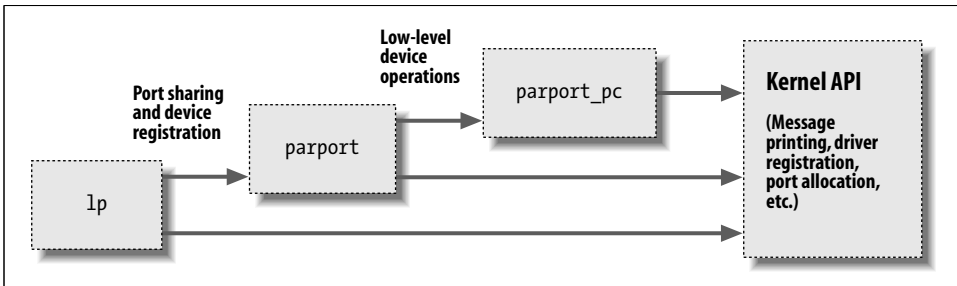 Low-level
device
operations
Port sharing
and device
registration
parport_pc
parport
lp
Kernel API
(Message
printing, driver
registration,
port allocation,
etc.)